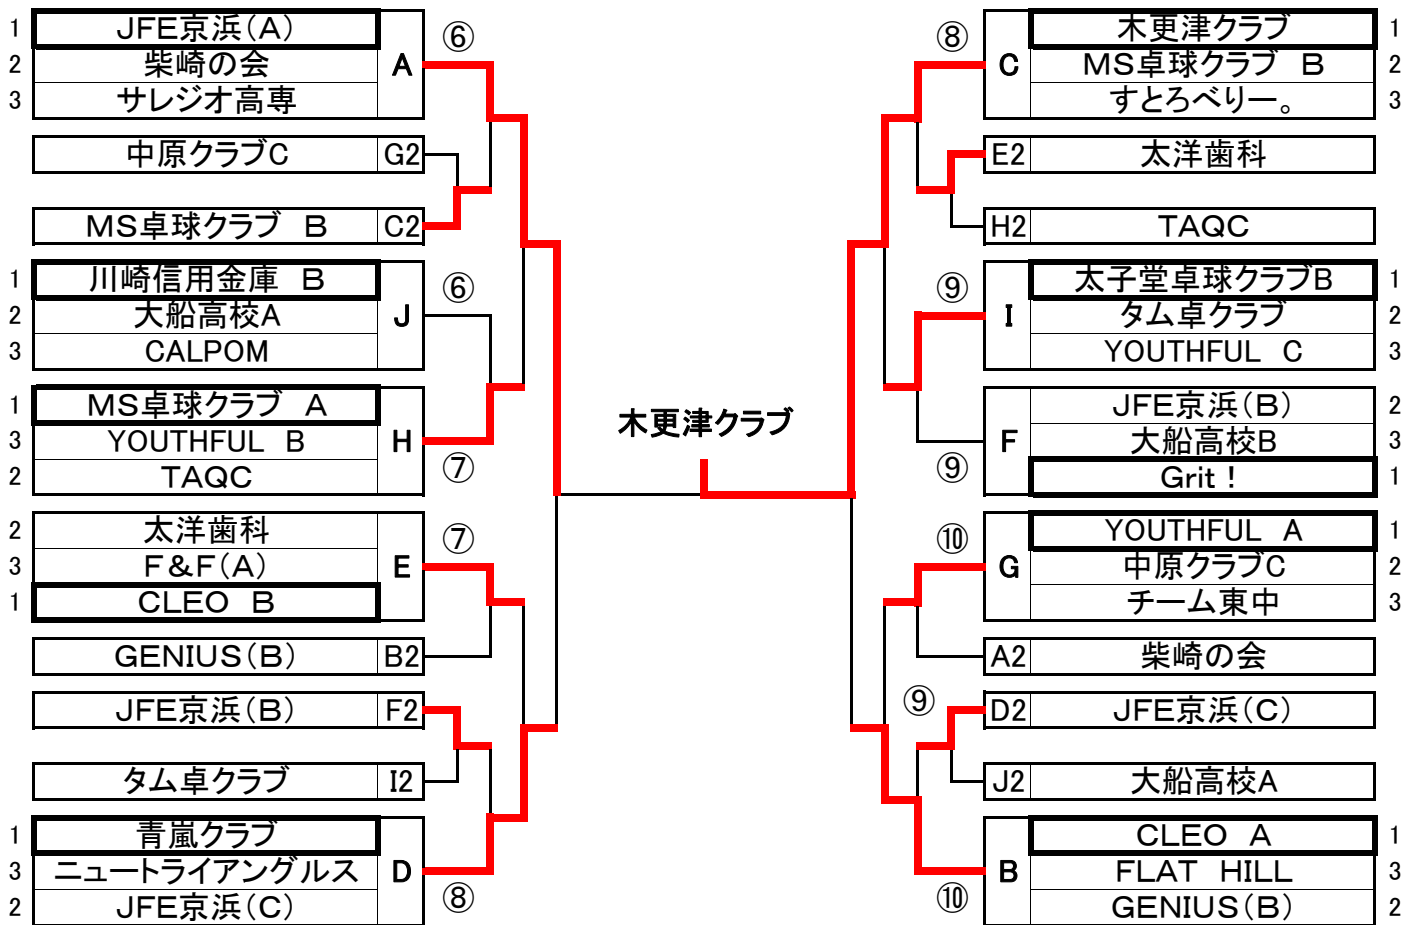 1 JFE京浜(A) ⑥
2 柴崎の会 A
3 サレジオ高専
中原クラブC G2
MS卓球クラブ B C2
1 川崎信用金庫 B ⑥
2 大船高校A J
3 CALPOM
1 MS卓球クラブ A
3 YOUTHFUL B H
2 TAQC ⑦
2 太洋歯科 ⑦
3 F&F(A) E
1 CLEO B
GENIUS(B) B2
JFE京浜(B) F2
タム卓クラブ I2
1 青嵐クラブ
3 ニュートライアングルス D
2 JFE京浜(C) ⑧
木更津クラブ
⑧ 木更津クラブ 1
C MS卓球クラブ B 2
すとろべりー。 3
E2 太洋歯科
H2 TAQC
⑨ 太子堂卓球クラブB 1
I タム卓クラブ 2
YOUTHFUL C 3
JFE京浜(B) 2
F 大船高校B 3
⑨ Grit! 1
⑩ YOUTHFUL A 1
G 中原クラブC 2
チーム東中 3
A2 柴崎の会
⑨ D2 JFE京浜(C)
J2 大船高校A
CLEO A 1
B FLAT HILL 3
⑩ GENIUS(B) 2